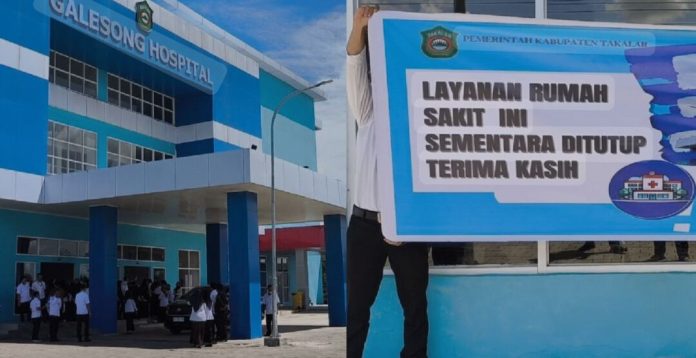 GALESONG HOSPITAL
PEMERINTAH KABUPATEN TAKALAR
LAYANAN RUMAH
SAKIT INI
SEMENTARA DITUTUP
TERIMA KASIH